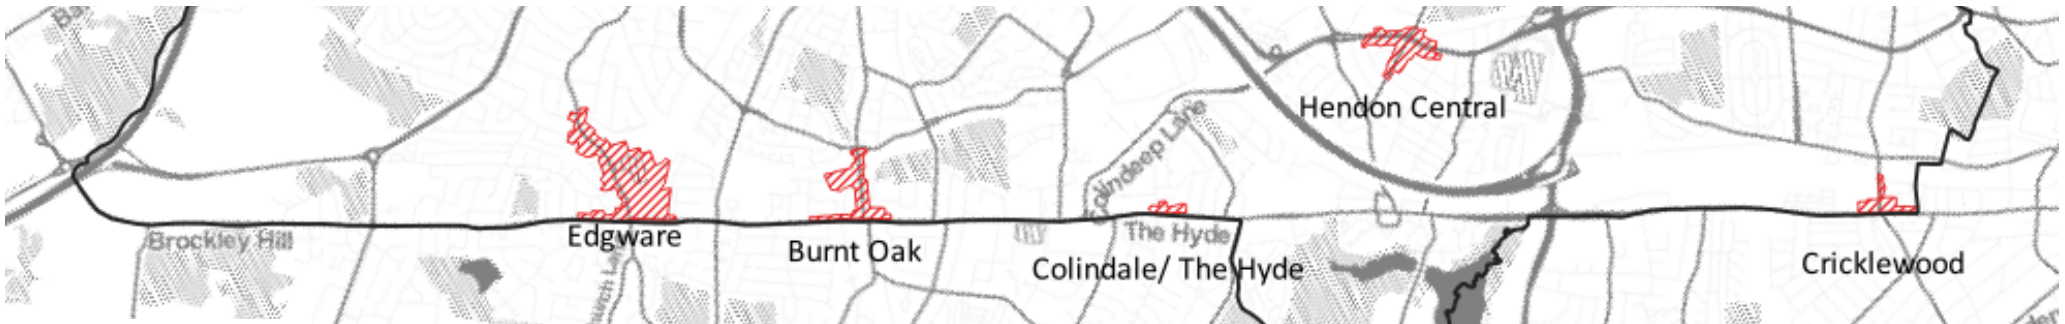 Hendon Central
Colindeep Lane
Brockley Hill
Edgware
Burnt Oak
The Hyde
Colindale/ The Hyde
Cricklewood